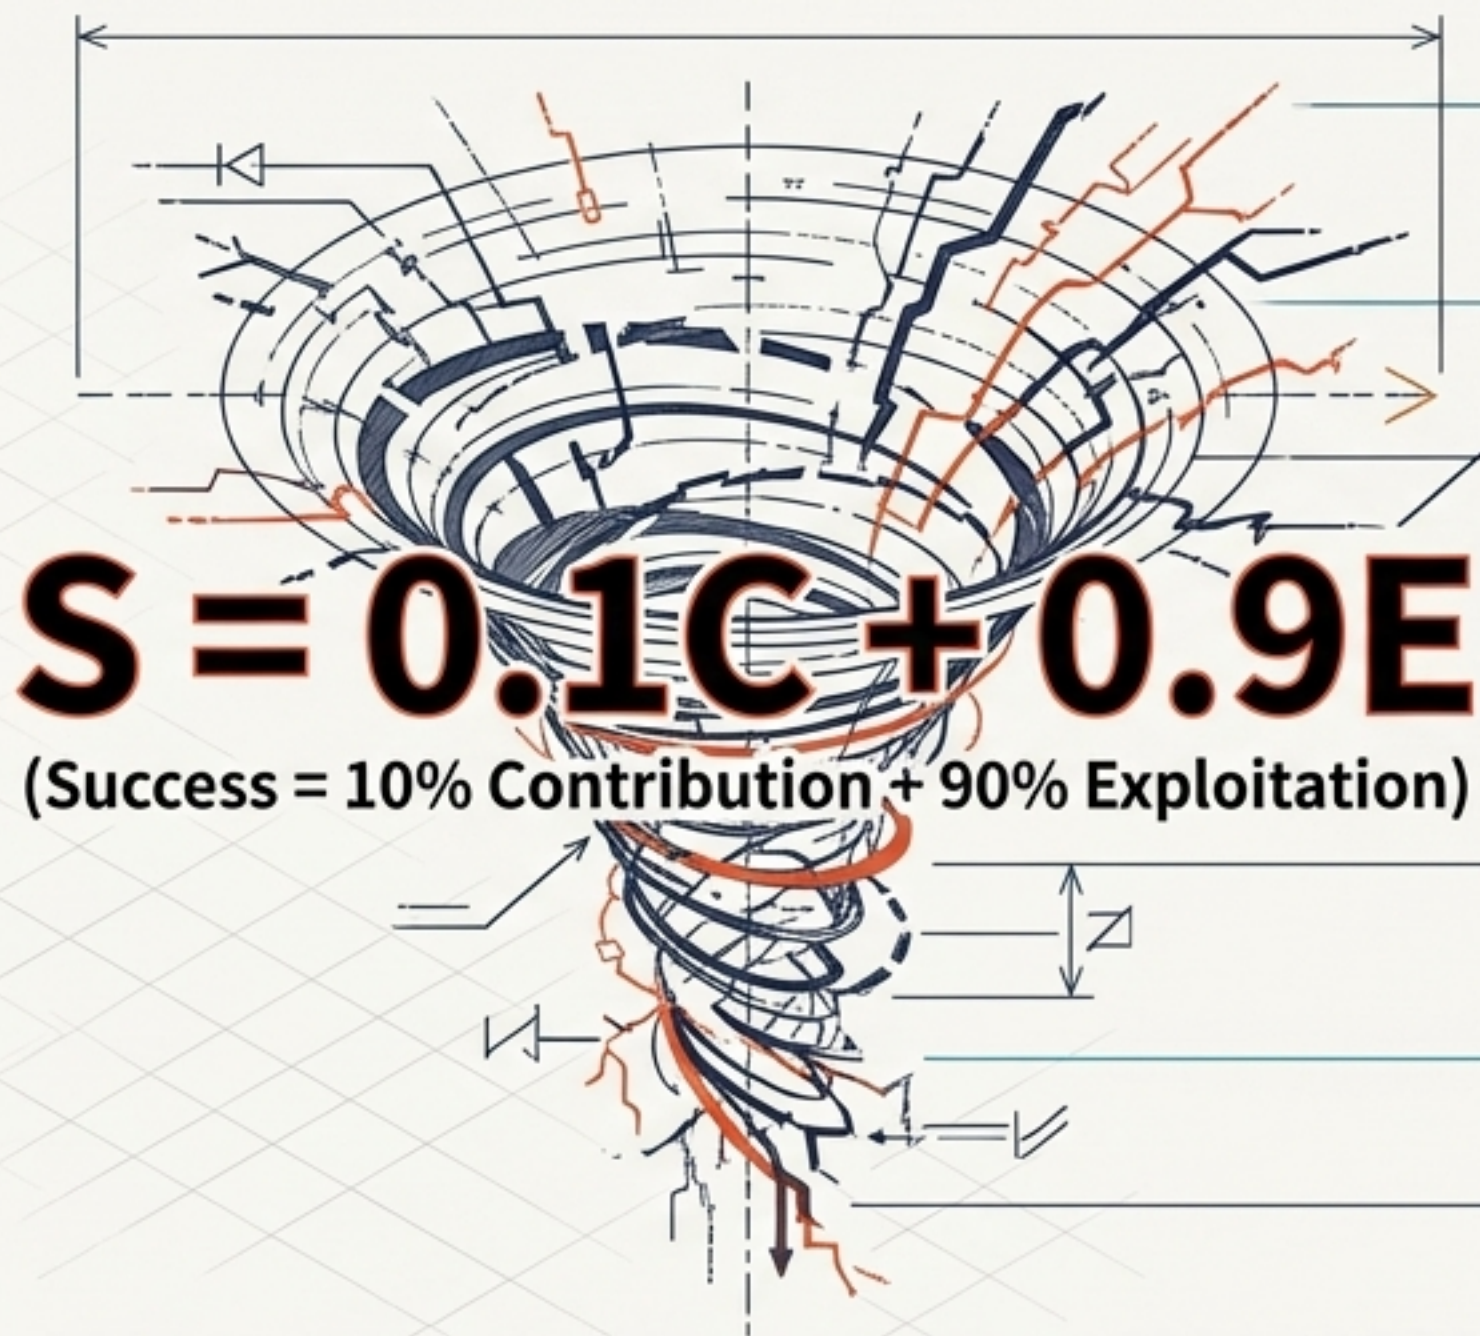 S = 0.1C + 0.9E
(Success = 10% Contribution + 90% Exploitation)